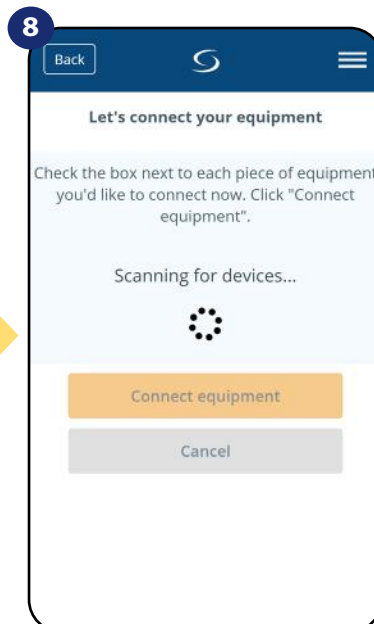 8
Back
Let's connect your equipment
Check the box next to each piece of equipment
you'd like to connect now. Click "Connect
equipment".
Scanning for devices...
Connect equipment
Cancel